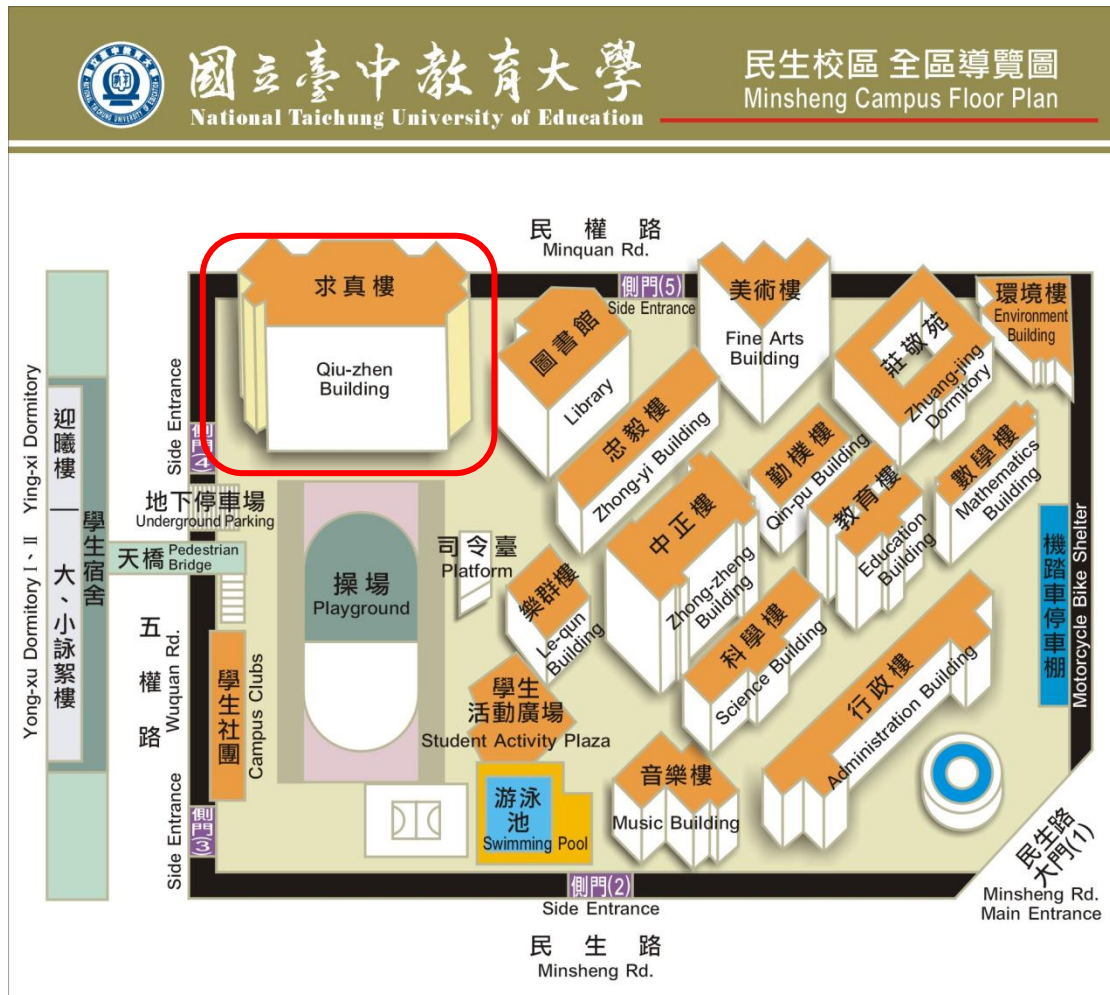 國立臺中教育大學
National Taichung University of Education
民生校區 全區導覽圖
Minsheng Campus Floor Plan
民權路
Minquan Rd.
求真樓
Qiu-zhen
Building
圖書館
Library
側門(5)
Side Entrance
美術樓
Fine Arts
Building
莊敬苑
Zhuang-jing
Dormitory
環境樓
Environment
Building
忠毅樓
Zhong-yi Building
勤樸樓
Qin-pu Building
教育樓
Education
Building
數學樓
Mathematics
Building
中正樓
Zhong-zheng
Building
Side Entrance
側門(4)
地下停車場
Underground Parking
天橋
Pedestrian
Bridge
迎曦樓
大、小詠絮樓
學生宿舍
Yong-xu Dormitory I、II Ying-xi Dormitory
五權路
Wuquan Rd.
操場
Playground
司令臺
Platform
樂群樓
Le-qun
Building
科學樓
Science Building
行政樓
Administration Building
機踏車停車棚
Motorcycle Bike Shelter
學生社團
Campus Clubs
學生
活動廣場
Student Activity Plaza
游泳
池
Swimming Pool
音樂樓
Music Building
側門(3)
Side Entrance
側門(2)
Side Entrance
民生路
Minsheng Rd.
民生路
大門(1)
Minsheng Rd.
Main Entrance